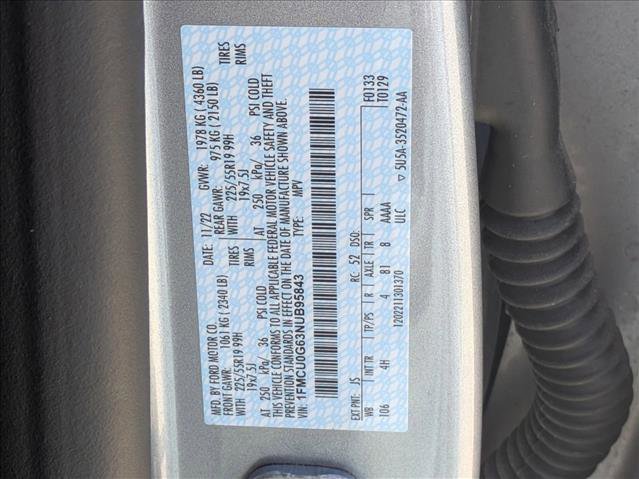 MFD. BY FORD MOTOR CO. 11/22 GVWR: 1978 KG ( 4360 LB)
FRONT GAWR: 1061 KG ( 2340 LB) REAR GAWR: 975 KG ( 2150 LB)
WITH 225/55R19 99H TIRES WITH 225/55R19 99H TIRES
19x7.5J RIMS 19x7.5J RIMS
AT 250 kPa/ 36 PSI COLD AT 250 kPa/ 36 PSI COLD
THIS VEHICLE CONFORMS TO ALL APPLICABLE FEDERAL MOTOR VEHICLE SAFETY AND THEFT
PREVENTION STANDARDS IN EFFECT ON THE DATE OF MANUFACTURE SHOWN ABOVE.
VIN: 1FMCU0G63NUB95843 TYPE: MPV
F0133
T0129
EXT PNT: JS RC: 52 DSO:
WB INT TR TP/PS R AXLE TR SPR
106 4H 4 81 8 AAAA
1202211301370 ULC ▽ 5U5A-3520472-AA